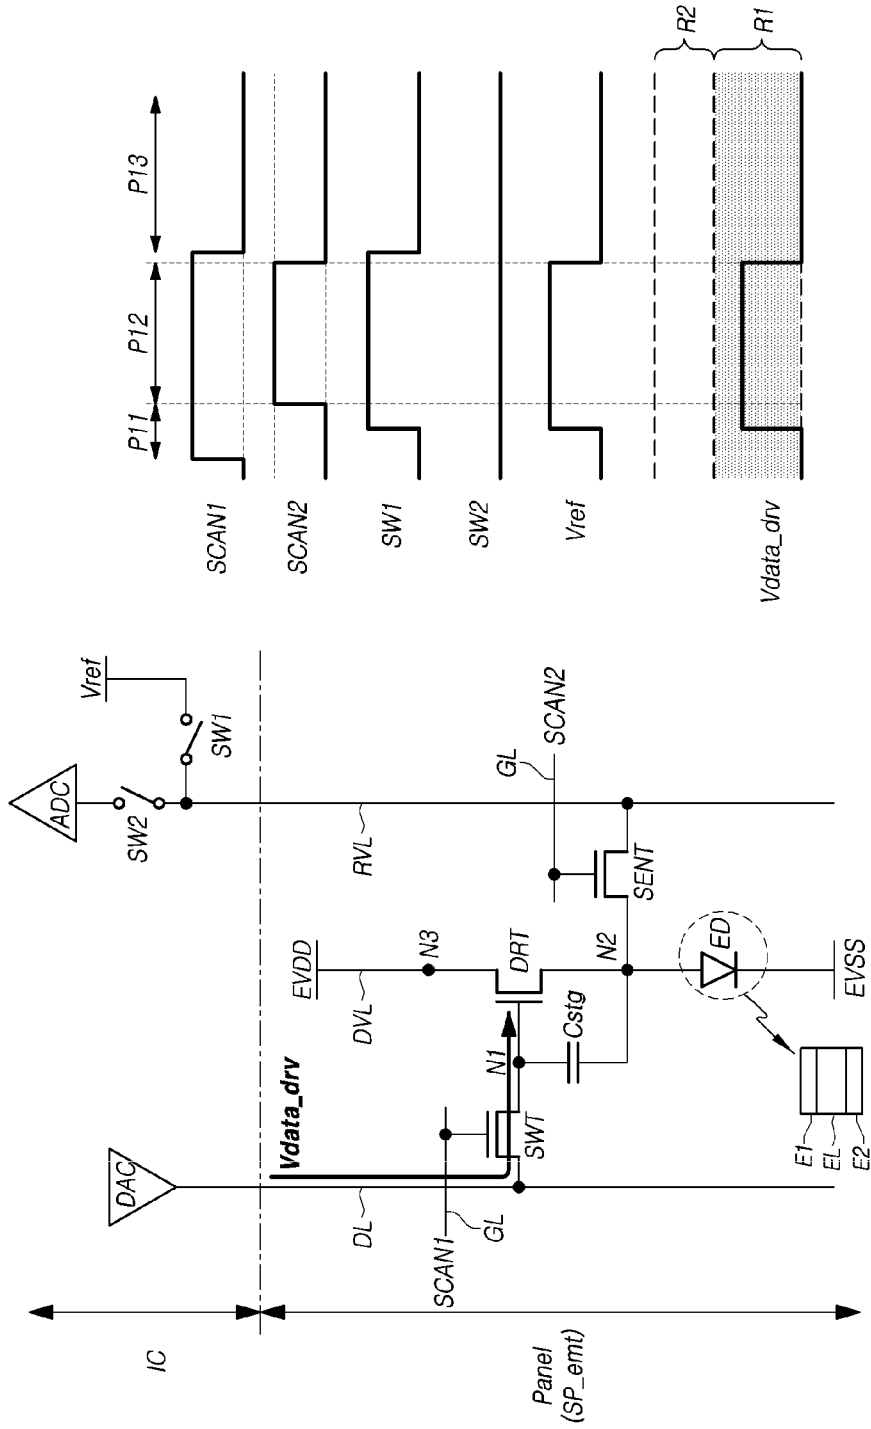 IC
Panel
(SP_emt)
DAC
DL
SCAN1
GL
Vdata_drv
SWT
N1
Cstg
EVDD
DVL
N3
DRT
N2
ED
EVSS
E1
EL
E2
ADC
SW2
SW1
Vref
RVL
GL
SCAN2
SENT
P11
P12
P13
SCAN1
SCAN2
SW1
SW2
Vref
Vdata_drv
R2
R1